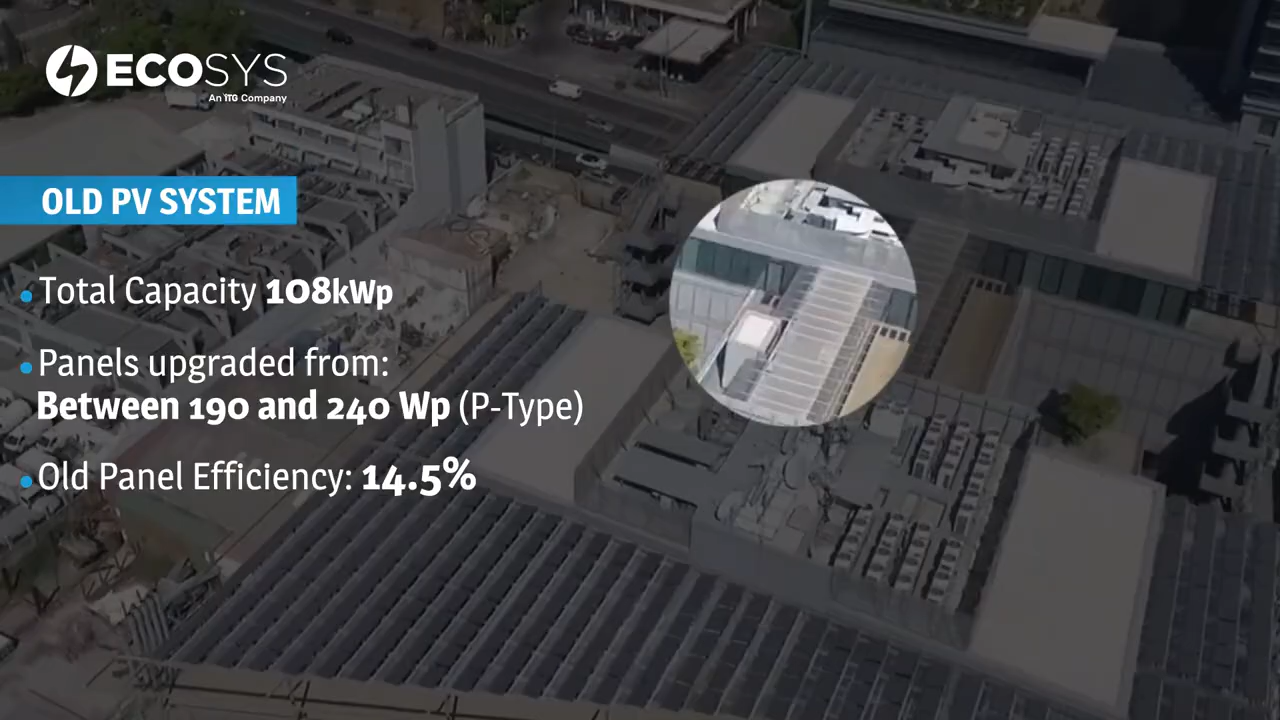 ECOSYS
An ITG Company
OLD PV SYSTEM
Total Capacity 108kWp
Panels upgraded from:
Between 190 and 240 Wp (P-Type)
Old Panel Efficiency: 14.5%